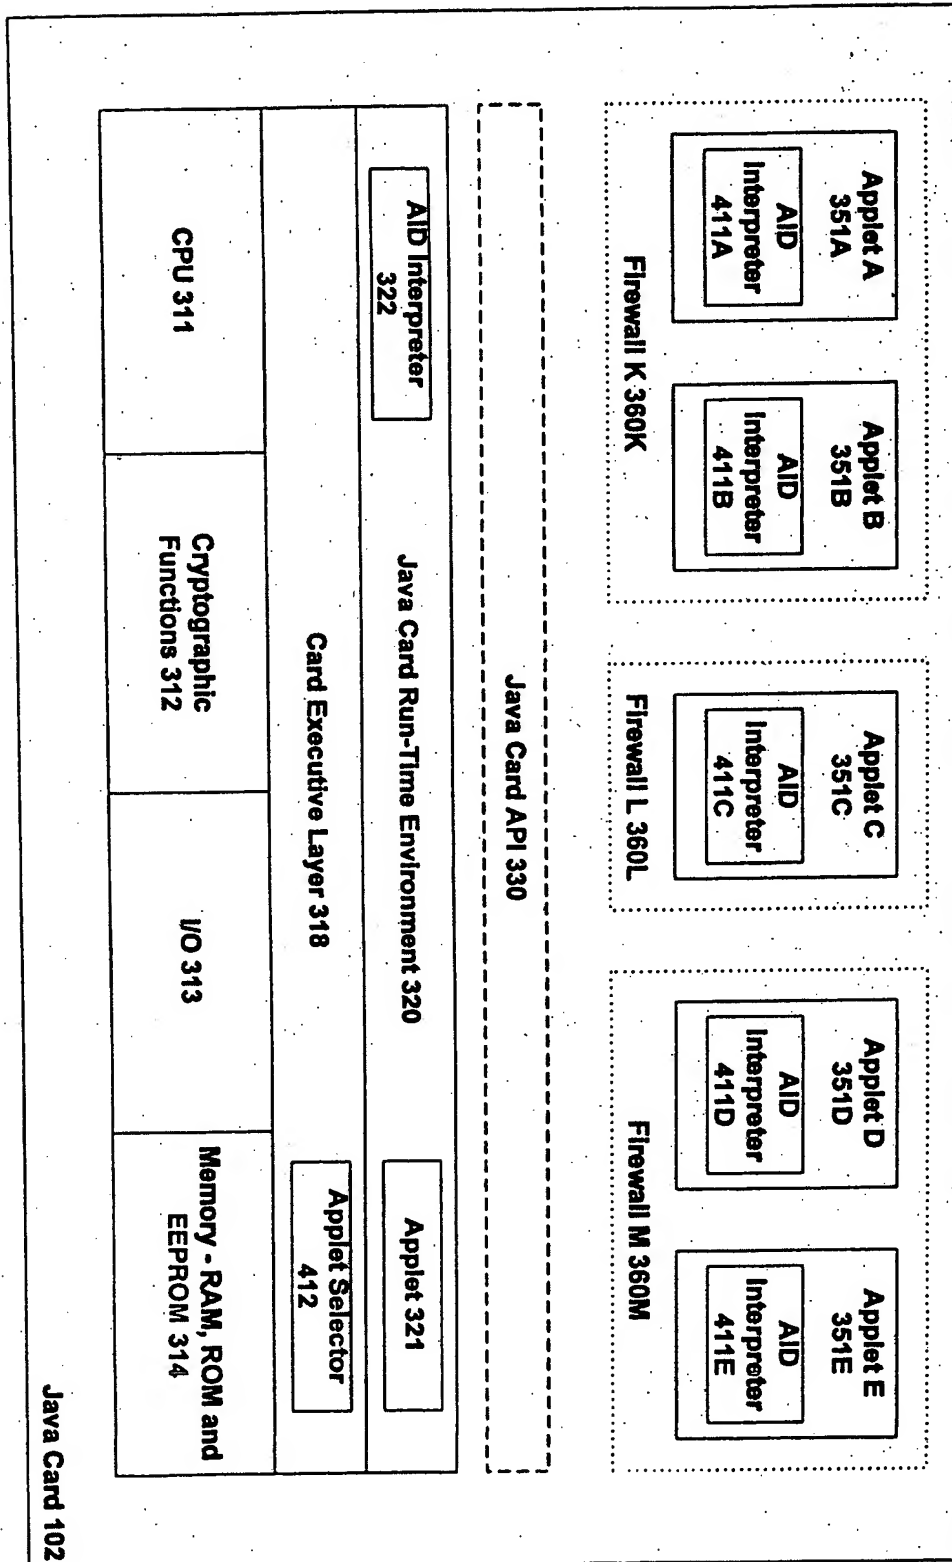 Applet A
351A
AID
Interpreter
411A
Applet B
351B
AID
Interpreter
411B
Firewall K 360K
Applet C
351C
AID
Interpreter
411C
Firewall L 360L
Applet D
351D
AID
Interpreter
411D
Applet E
351E
AID
Interpreter
411E
Firewall M 360M
Java Card API 330
AID Interpreter
322
Java Card Run-Time Environment 320
Applet 321
Card Executive Layer 318
Applet Selector
412
CPU 311
Cryptographic
Functions 312
I/O 313
Memory - RAM, ROM and
EEPROM 314
Java Card 102